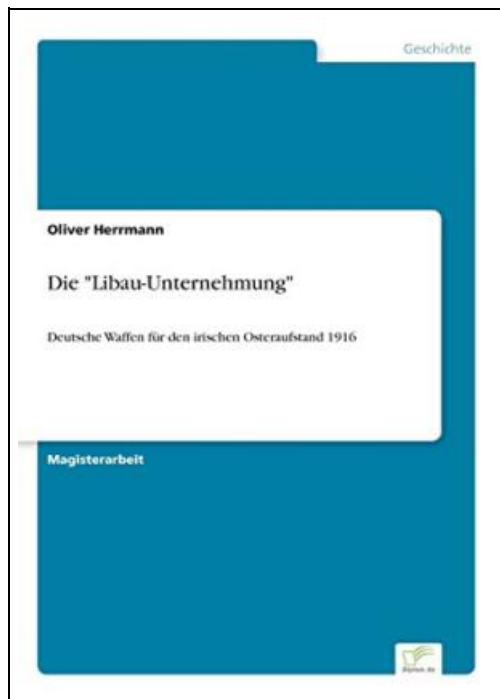 Geschichte
Oliver Herrmann
Die "Libau-Unternehmung"
Deutsche Waffen für den irischen Osteraufstand 1916
Magisterarbeit